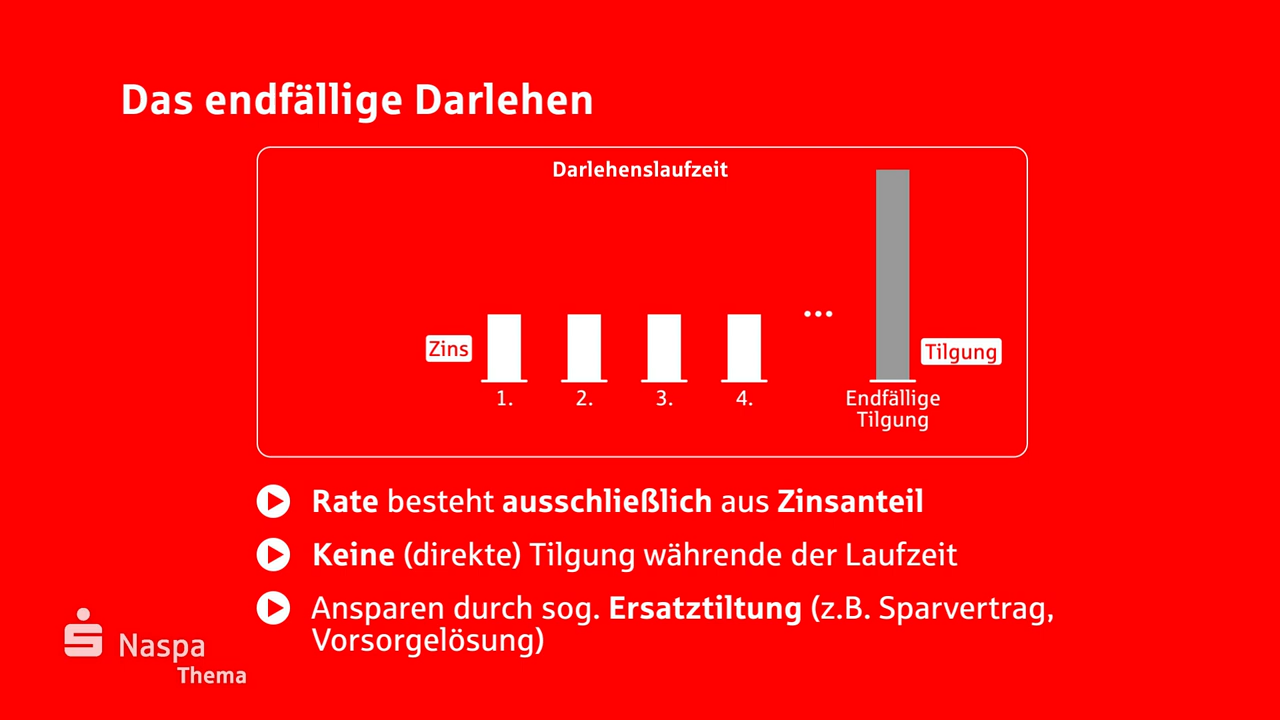 Das endfällige Darlehen
Darlehenslaufzeit
...
Zins
Tilgung
1.
2.
3.
4.
Endfällige
Tilgung
Rate besteht ausschließlich aus Zinsanteil
Keine (direkte) Tilgung währende der Laufzeit
Ansparen durch sog. Ersatztiltung (z.B. Sparvertrag,
Vorsorgelösung)
Naspa
Thema